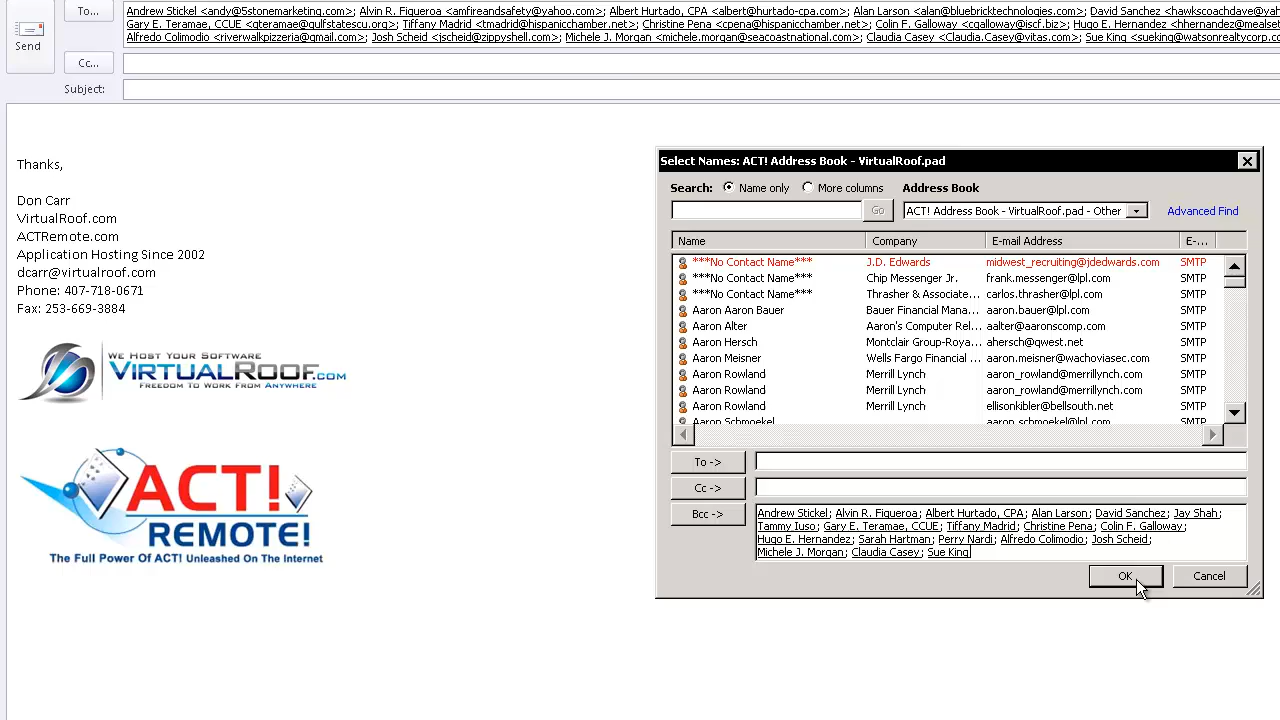 To...
Andrew Stickel <andy@5stonemarketing.com>; Alvin R. Figueroa <amfireandsafety@yahoo.com>; Albert Hurtado, CPA <albert@hurtado-cpa.com>; Alan Larson <alan@bluebricktechnologies.com>; David Sanchez <hawkscoachdave@yah
Gary E. Teramae, CCUE <gteramae@gulfstatescu.org>; Tiffany Madrid <tmadrid@hispanicchamber.net>; Christine Pena <cpena@hispanicchamber.net>; Colin F. Galloway <cgalloway@iscf.biz>; Hugo E. Hernandez <hhernandez@mease
Alfredo Colimodio <riverwalkpizzeria@gmail.com>; Josh Scheid <jscheid@zippyshell.com>; Michele J. Morgan <michele.morgan@seacoastnational.com>; Claudia Casey <Claudia.Casey@vitas.com>; Sue King <sueking@watsonrealtycorp.co
Send
Cc...
Subject:
Thanks,
Don Carr
VirtualRoof.com
ACTRemote.com
Application Hosting Since 2002
dcarr@virtualroof.com
Phone: 407-718-0671
Fax: 253-669-3884
WE HOST YOUR SOFTWARE
VIRTUALROOF.COM
FREEDOM TO WORK FROM ANYWHERE
ACT!
REMOTE!
The Full Power Of ACT! Unleashed On The Internet
Select Names: ACT! Address Book - VirtualRoof.pad
Search: Name only More columns Address Book
Go ACT! Address Book - VirtualRoof.pad - Other Advanced Find
Name Company E-mail Address E-...
***No Contact Name*** J.D. Edwards midwest_recruiting@jdedwards.com SMTP
***No Contact Name*** Chip Messenger Jr. frank.messenger@lpl.com SMTP
***No Contact Name*** Thrasher & Associate... carlos.thrasher@lpl.com SMTP
Aaron Aaron Bauer Bauer Financial Mana... aaron.bauer@lpl.com SMTP
Aaron Alter Aaron's Computer Rel... aalter@aaronscomp.com SMTP
Aaron Hersch Montclair Group-Roya... ahersch@qwest.net SMTP
Aaron Meisner Wells Fargo Financial ... aaron.meisner@wachoviasec.com SMTP
Aaron Rowland Merrill Lynch aaron_rowland@merrillynch.com SMTP
Aaron Rowland Merrill Lynch aaron_rowland@merrillynch.com SMTP
Aaron Rowland Merrill Lynch ellisonkibler@bellsouth.net SMTP
Aaron Schmoekel aaron.schmoekel@lpl.com SMTP
To ->
Cc ->
Bcc ->
Andrew Stickel; Alvin R. Figueroa; Albert Hurtado, CPA; Alan Larson; David Sanchez; Jay Shah;
Tammy Iuso; Gary E. Teramae, CCUE; Tiffany Madrid; Christine Pena; Colin F. Galloway;
Hugo E. Hernandez; Sarah Hartman; Perry Nardi; Alfredo Colimodio; Josh Scheid;
Michele J. Morgan; Claudia Casey; Sue King
OK Cancel